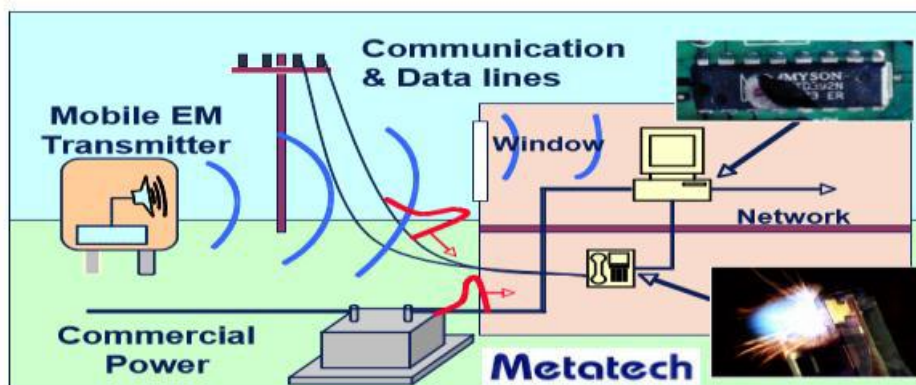 Communication
& Data lines
Mobile EM
Transmitter
Window
Network
Commercial
Power
Metatech
MYSON